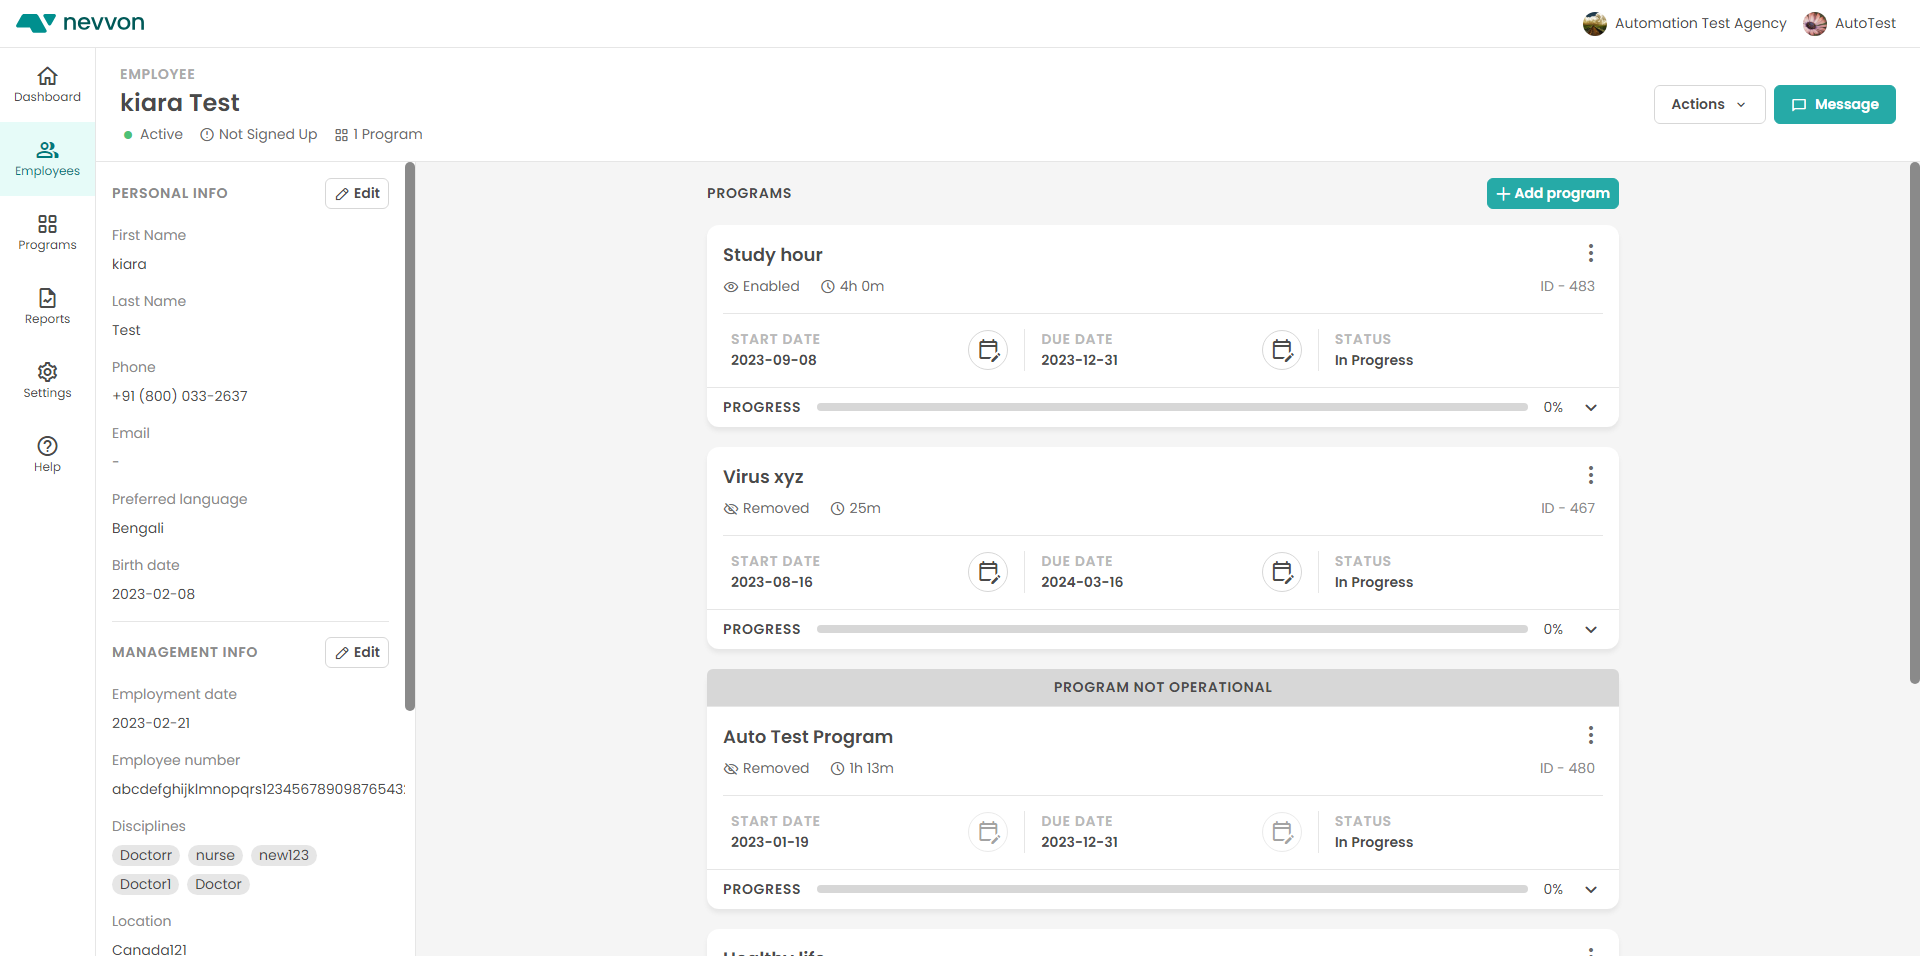 nevvon
Automation Test Agency
AutoTest
Dashboard
Employees
Programs
Reports
Settings
Help
EMPLOYEE
kiara Test
Active
Not Signed Up
1 Program
Actions
Message
PERSONAL INFO
Edit
First Name
kiara
Last Name
Test
Phone
+91 (800) 033-2637
Email
-
Preferred language
Bengali
Birth date
2023-02-08
MANAGEMENT INFO
Edit
Employment date
2023-02-21
Employee number
abcdefghijklmnopqrs1234567890987654
Disciplines
Doctorr nurse new123
Doctor1 Doctor
Location
Canada121
PROGRAMS
Add program
Study hour
Enabled 4h 0m ID - 483
START DATE DUE DATE STATUS
2023-09-08 2023-12-31 In Progress
PROGRESS 0%
Virus xyz
Removed 25m ID - 467
START DATE DUE DATE STATUS
2023-08-16 2024-03-16 In Progress
PROGRESS 0%
PROGRAM NOT OPERATIONAL
Auto Test Program
Removed 1h 13m ID - 480
START DATE DUE DATE STATUS
2023-01-19 2023-12-31 In Progress
PROGRESS 0%
Healthy life